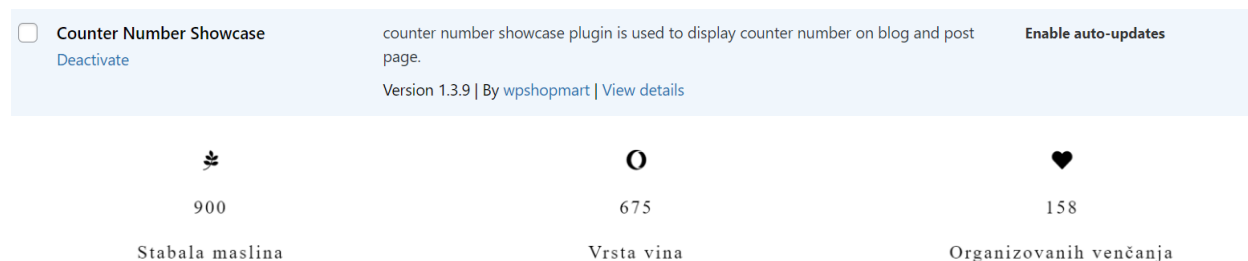 Counter Number Showcase
Deactivate
counter number showcase plugin is used to display counter number on blog and post
page.
Version 1.3.9 | By wpshopmart | View details
Enable auto-updates
900
675
158
Stabala maslina
Vrsta vina
Organizovanih venčanja